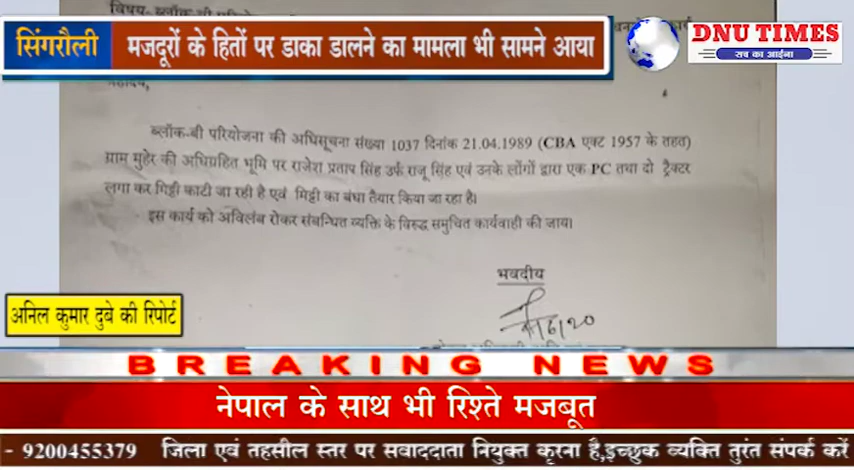 विषय- ब्लॉक-बी
सिंगरौली
मजदूरों के हितों पर डाका डालने का मामला भी सामने आया
DNU TIMES
सच का आईना
महोदय,
ब्लॉक-बी परियोजना की अधिसूचना संख्या 1037 दिनांक 21.04.1989 (CBA एक्ट 1957 के तहत)
ग्राम मुहेर की अधिग्रहित भूमि पर राजेश प्रताप सिंह उर्फ राजू सिंह एवं उनके लोंगों द्वारा एक PC तथा दो ट्रैक्टर
लगा कर मिट्टी काटी जा रही है एवं मिट्टी का बंधा तैयार किया जा रहा है।
इस कार्य को अविलंब रोकर संबन्धित व्यक्ति के विरुद्ध समुचित कार्यवाही की जाय।
भवदीय
अनिल कुमार दुबे की रिपोर्ट
BREAKING NEWS
नेपाल के साथ भी रिश्ते मजबूत
- 9200455379 जिला एवं तहसील स्तर पर सवाददाता नियुक्त करना है,इच्छुक व्यक्ति तुरंत संपर्क करें